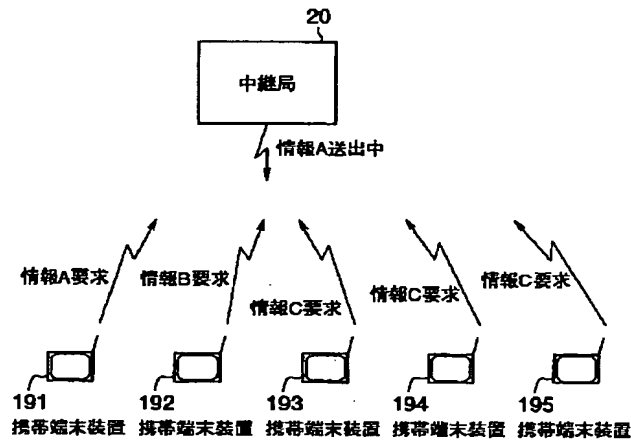 20
中継局
情報A送出中
情報A要求
情報B要求
情報C要求
情報C要求
情報C要求
191
192
193
194
195
携帯端末装置
携帯端末装置
携帯端末装置
携帯端末装置
携帯端末装置